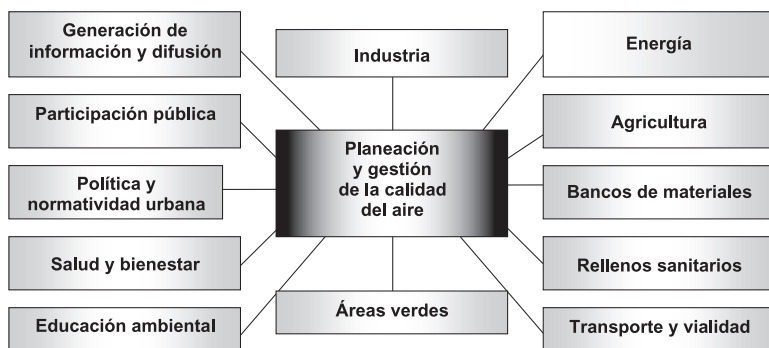 Generación de
información y difusión
Participación pública
Política y
normatividad urbana
Salud y bienestar
Educación ambiental
Industria
Planeación
y gestión
de la calidad
del aire
Áreas verdes
Energía
Agricultura
Bancos de materiales
Rellenos sanitarios
Transporte y vialidad